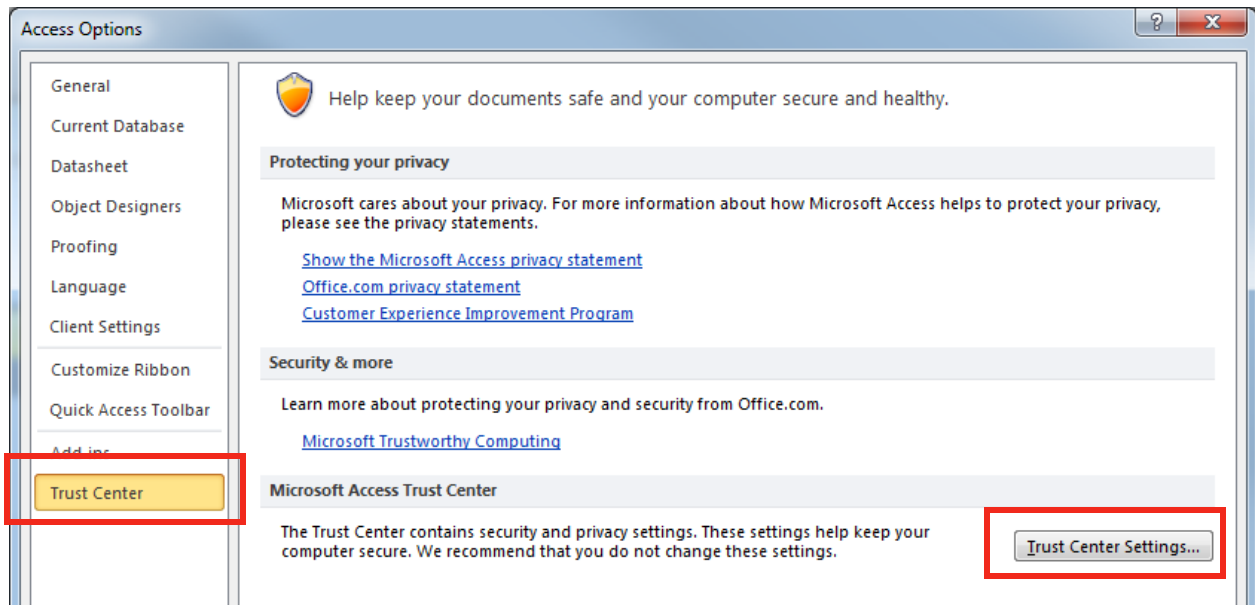 Access Options
General
Current Database
Datasheet
Object Designers
Proofing
Language
Client Settings
Customize Ribbon
Quick Access Toolbar
Add-ins
Trust Center
Help keep your documents safe and your computer secure and healthy.
Protecting your privacy
Microsoft cares about your privacy. For more information about how Microsoft Access helps to protect your privacy,
please see the privacy statements.
Show the Microsoft Access privacy statement
Office.com privacy statement
Customer Experience Improvement Program
Security & more
Learn more about protecting your privacy and security from Office.com.
Microsoft Trustworthy Computing
Microsoft Access Trust Center
The Trust Center contains security and privacy settings. These settings help keep your
computer secure. We recommend that you do not change these settings.
Trust Center Settings...